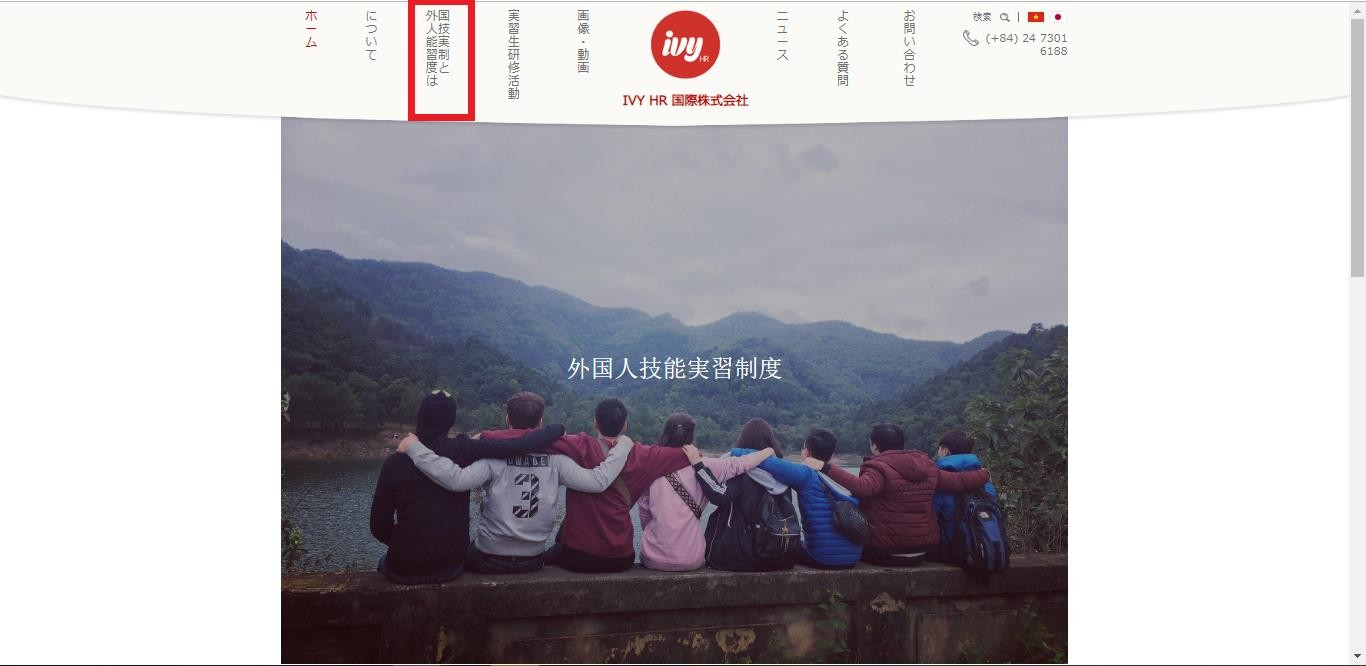 ホーム
について
外国人技能実習制度とは
実習生研修活動
画像・動画
ivy HR
IVY HR 国際株式会社
ニュース
よくある質問
お問い合わせ
検索 |
(+84) 24 7301
6188
外国人技能実習制度
3